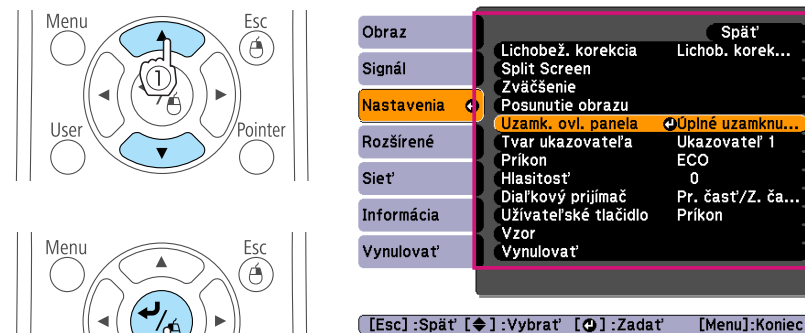 Menu Esc
①
User Pointer
Menu Esc
Obraz
Signál
Nastavenia
Rozšírené
Sieť
Informácia
Vynulovať
Späť
Lichobež. korekcia Lichob. korek...
Split Screen
Zväčšenie
Posunutie obrazu
Uzamk. ovl. panela Úplné uzamknu...
Tvar ukazovateľa Ukazovateľ 1
Príkon ECO
Hlasitosť 0
Diaľkový prijímač Pr. časť/Z. ča...
Užívateľské tlačidlo Príkon
Vzor
Vynulovať
[Esc] :Späť [◆] :Vybrať [↵] :Zadať [Menu]:Koniec